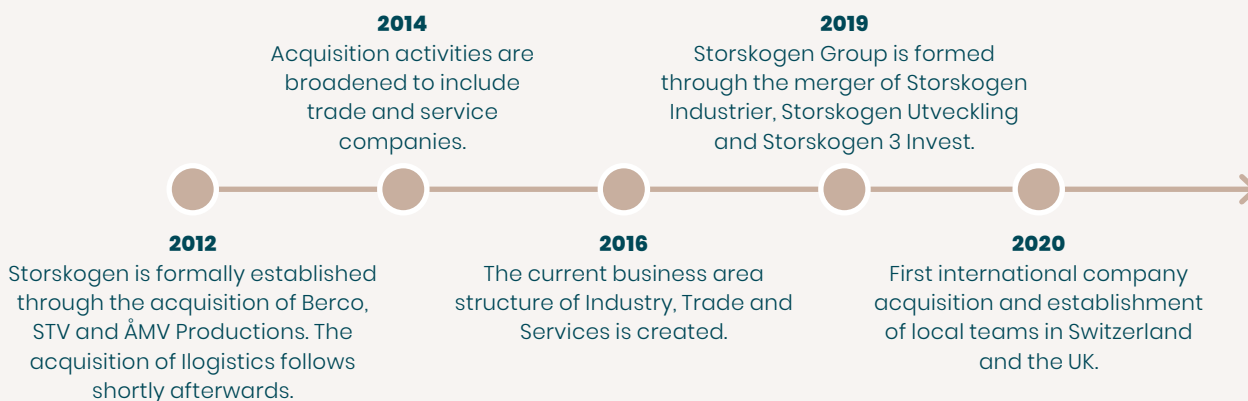 2014
Acquisition activities are
broadened to include
trade and service
companies.
2019
Storskogen Group is formed
through the merger of Storskogen
Industrier, Storskogen Utveckling
and Storskogen 3 Invest.
2012
Storskogen is formally established
through the acquisition of Berco,
STV and ÅMV Productions. The
acquisition of Ilogistics follows
shortly afterwards.
2016
The current business area
structure of Industry, Trade and
Services is created.
2020
First international company
acquisition and establishment
of local teams in Switzerland
and the UK.